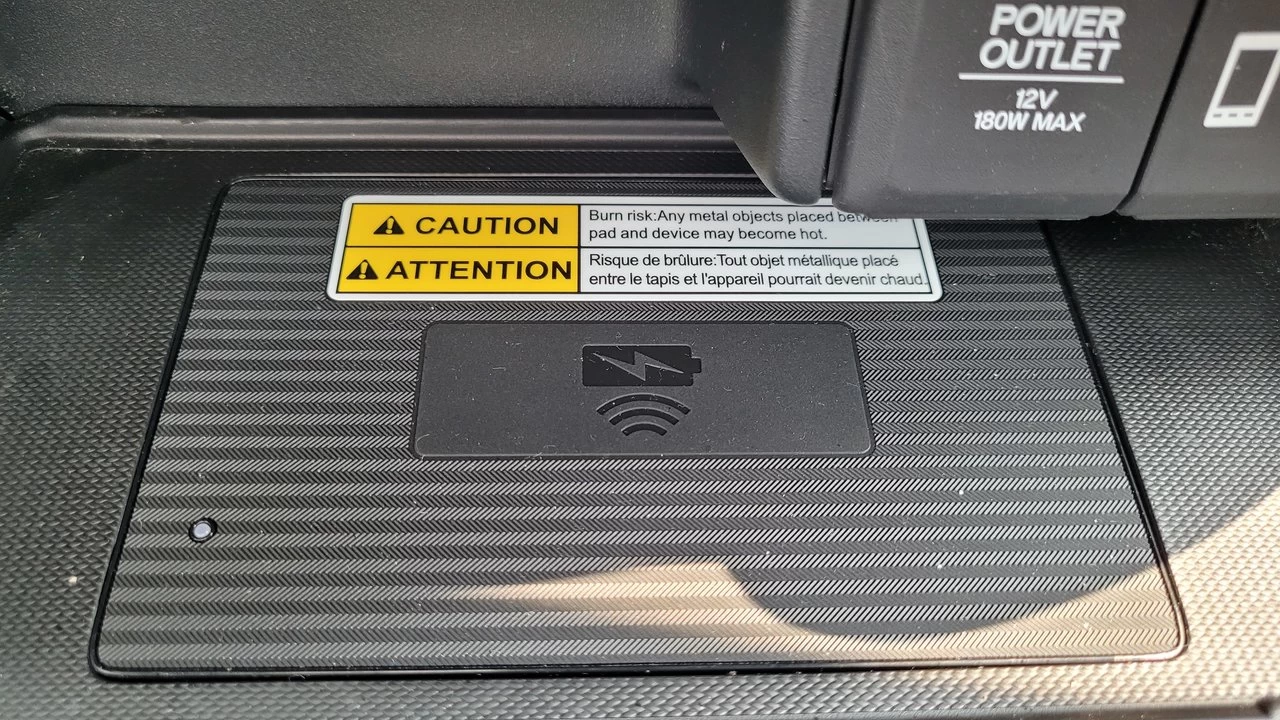 POWER
OUTLET
12V
180W MAX
CAUTION
Burn risk:Any metal objects placed between
pad and device may become hot.
ATTENTION
Risque de brûlure:Tout objet métallique placé
entre le tapis et l'appareil pourrait devenir chaud.